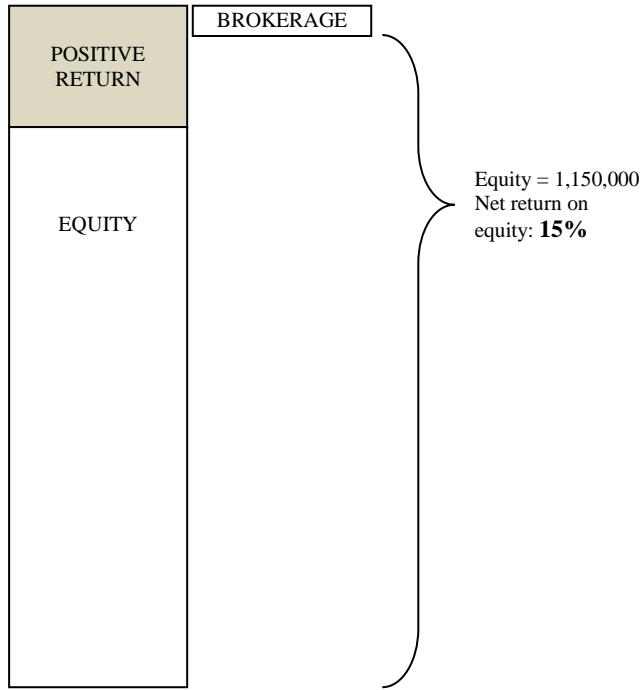 BROKERAGE
POSITIVE
RETURN
EQUITY
Equity = 1,150,000
Net return on
equity: 15%